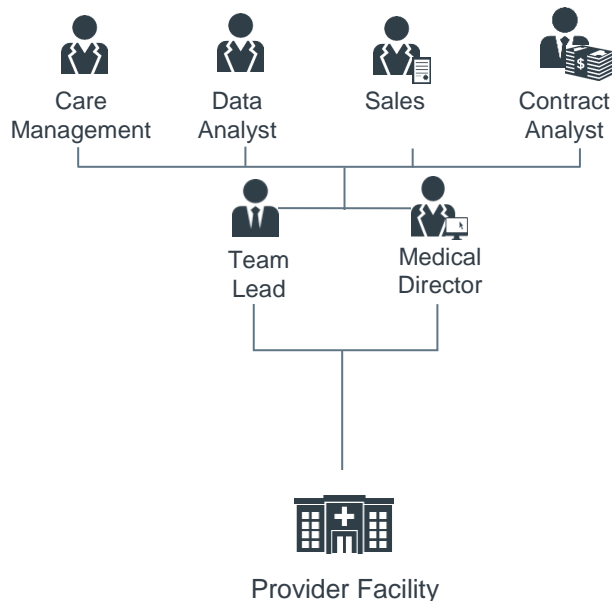 Care
Management
Data
Analyst
Sales
Contract
Analyst
$
Team
Lead
Medical
Director
Provider Facility